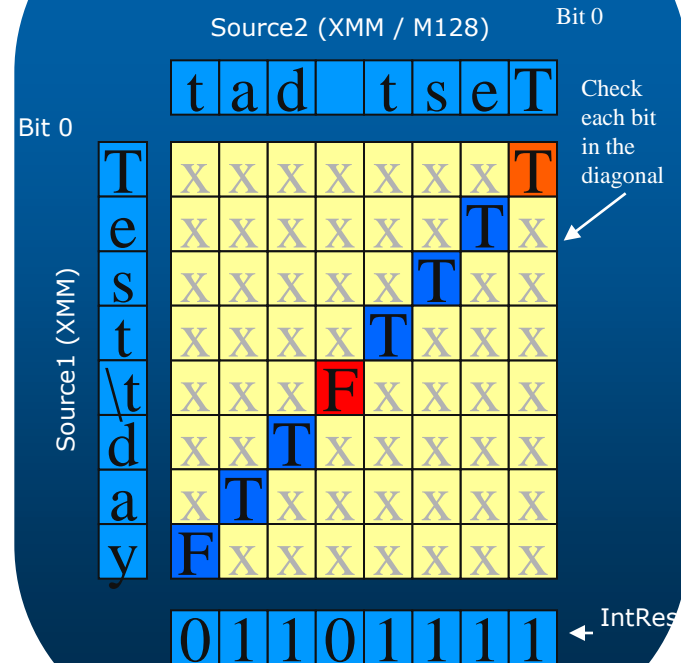 Source2 (XMM / M128)
Bit 0
t a d t s e T
Check
each bit
in the
diagonal
Bit 0
Source1 (XMM)
T x x x x x x x T
e x x x x x x T x
s x x x x x T x x
t x x x x T x x x
\t x x x F x x x x
d x x T x x x x x
a x T x x x x x x
y F x x x x x x x
0 1 1 0 1 1 1 1
IntRes